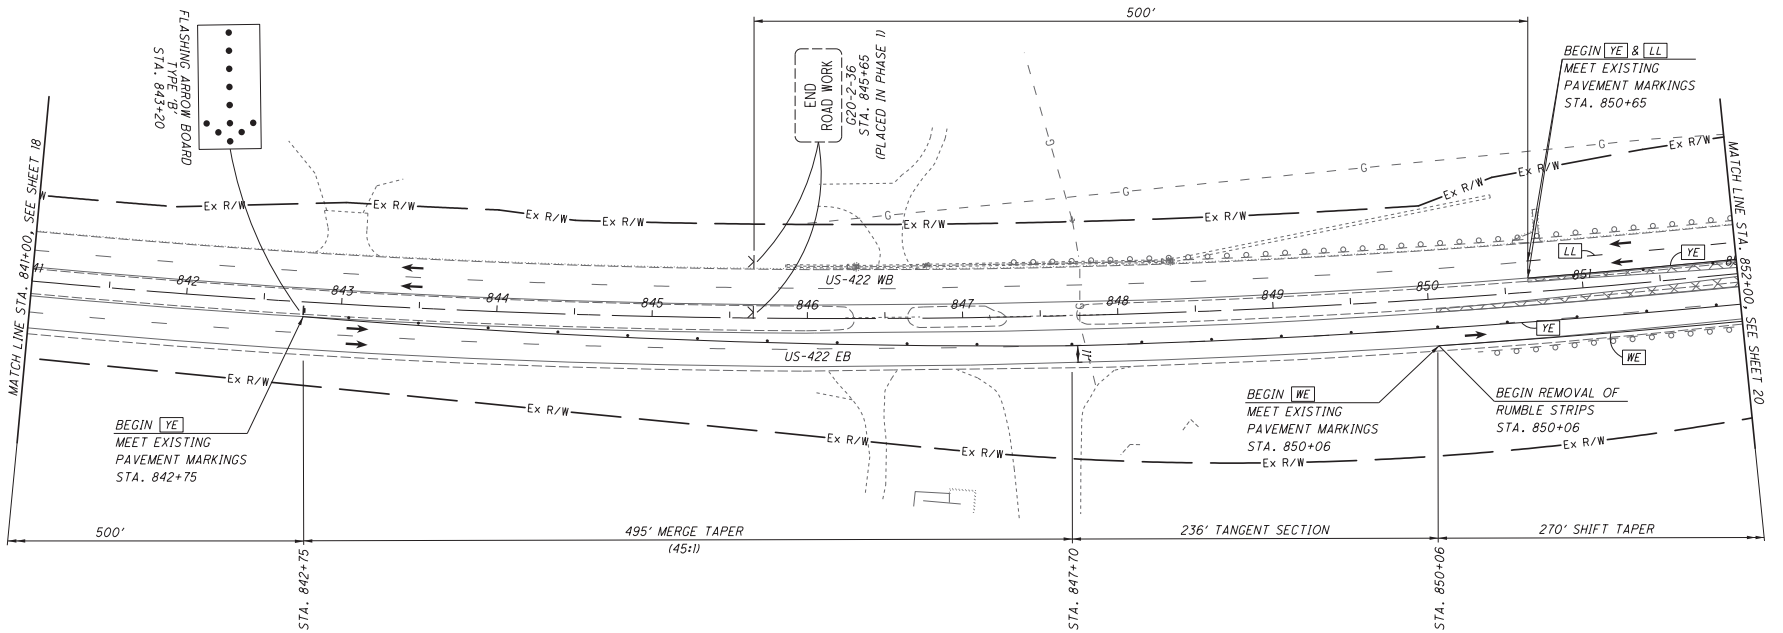 500'
FLASHING ARROW BOARD
TYPE 'B'
STA. 843+20
END
ROAD WORK
G20-2-36
STA. 845+65
(PLACED IN PHASE 1)
BEGIN YE & LL
MEET EXISTING
PAVEMENT MARKINGS
STA. 850+65
MATCH LINE STA. 841+00, SEE SHEET 18
MATCH LINE STA. 852+00, SEE SHEET 20
G
G
G
G
G
Ex R/W
Ex R/W
Ex R/W
Ex R/W
Ex R/W
Ex R/W
Ex R/W
Ex R/W
Ex R/W
W
LL
YE
US-422 WB
41
842
843
844
845
846
847
848
849
850
851
G
YE
WE
US-422 EB
11'
Ex R/W
Ex R/W
Ex R/W
Ex R/W
Ex R/W
Ex R/W
BEGIN YE
MEET EXISTING
PAVEMENT MARKINGS
STA. 842+75
BEGIN WE
MEET EXISTING
PAVEMENT MARKINGS
STA. 850+06
BEGIN REMOVAL OF
RUMBLE STRIPS
STA. 850+06
500'
495' MERGE TAPER
(45:1)
236' TANGENT SECTION
270' SHIFT TAPER
STA. 842+75
STA. 847+70
STA. 850+06